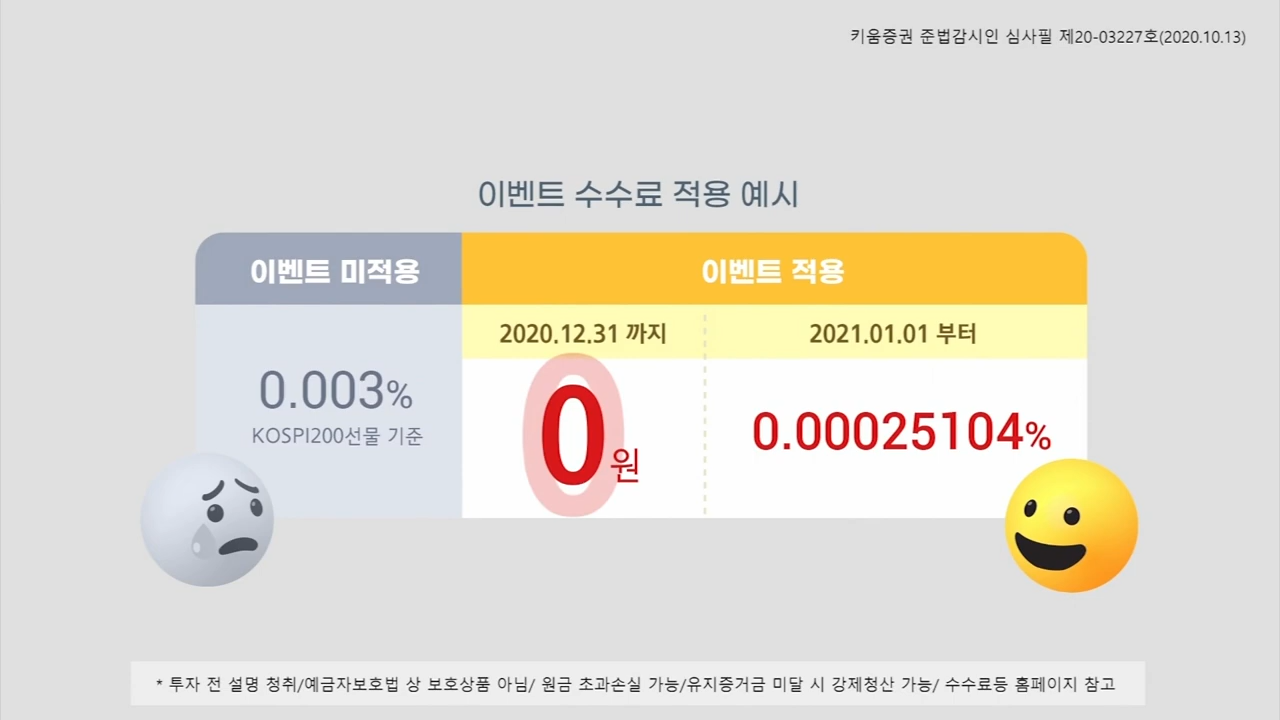 키움증권 준법감시인 심사필 제20-03227호(2020.10.13)
이벤트 수수료 적용 예시
이벤트 미적용
이벤트 적용
2020.12.31 까지
2021.01.01 부터
0.003%
KOSPI200선물 기준
0원
0.00025104%
* 투자 전 설명 청취/예금자보호법 상 보호상품 아님/ 원금 초과손실 가능/유지증거금 미달 시 강제청산 가능/ 수수료등 홈페이지 참고